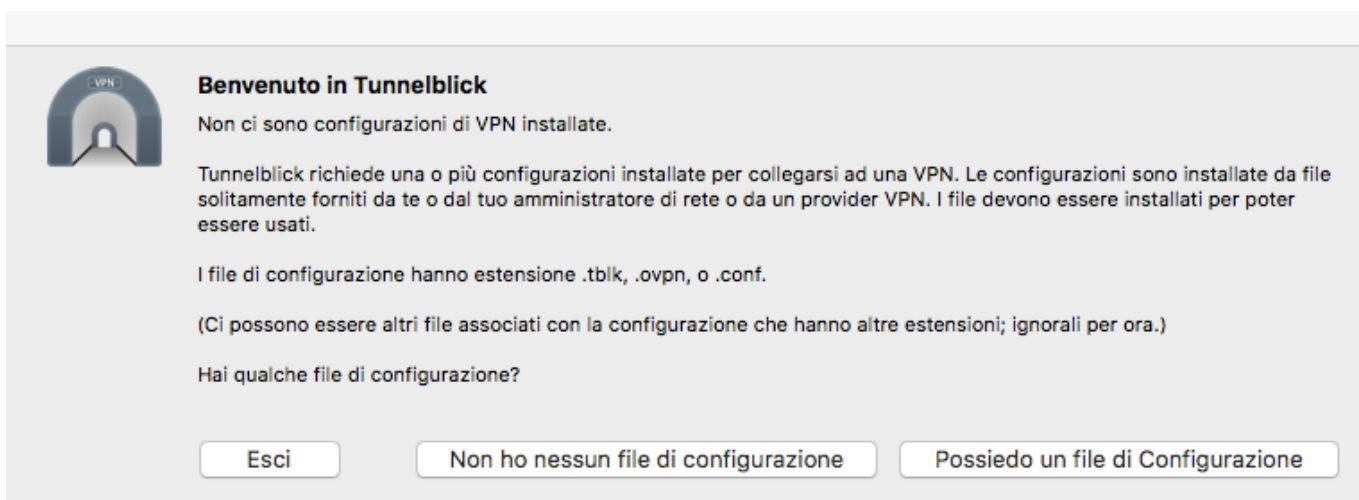 VPN
Benvenuto in Tunnelblick
Non ci sono configurazioni di VPN installate.
Tunnelblick richiede una o più configurazioni installate per collegarsi ad una VPN. Le configurazioni sono installate da file
solitamente forniti da te o dal tuo amministratore di rete o da un provider VPN. I file devono essere installati per poter
essere usati.
I file di configurazione hanno estensione .tblk, .ovpn, o .conf.
(Ci possono essere altri file associati con la configurazione che hanno altre estensioni; ignorali per ora.)
Hai qualche file di configurazione?
Esci Non ho nessun file di configurazione Possiedo un file di Configurazione